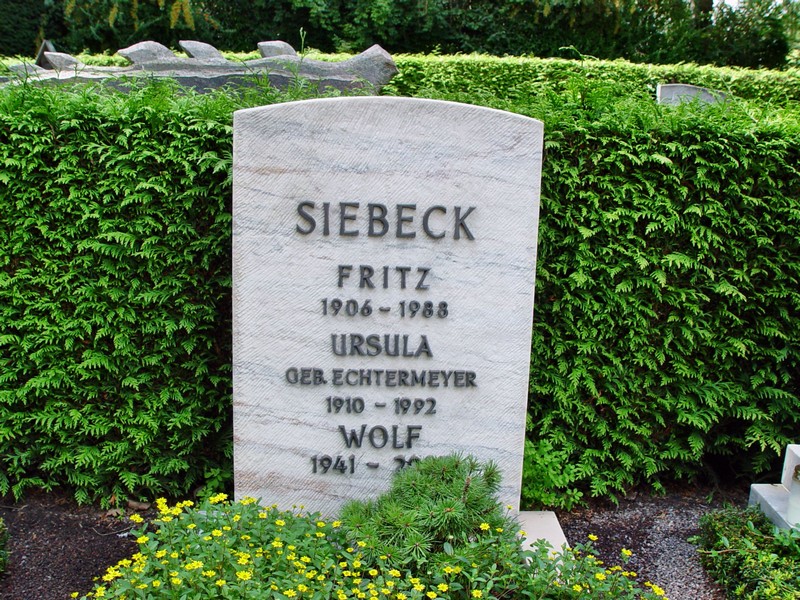 SIEBECK
FRITZ
1906 – 1988
URSULA
GEB. ECHTERMEYER
1910 – 1992
WOLF
1941 –